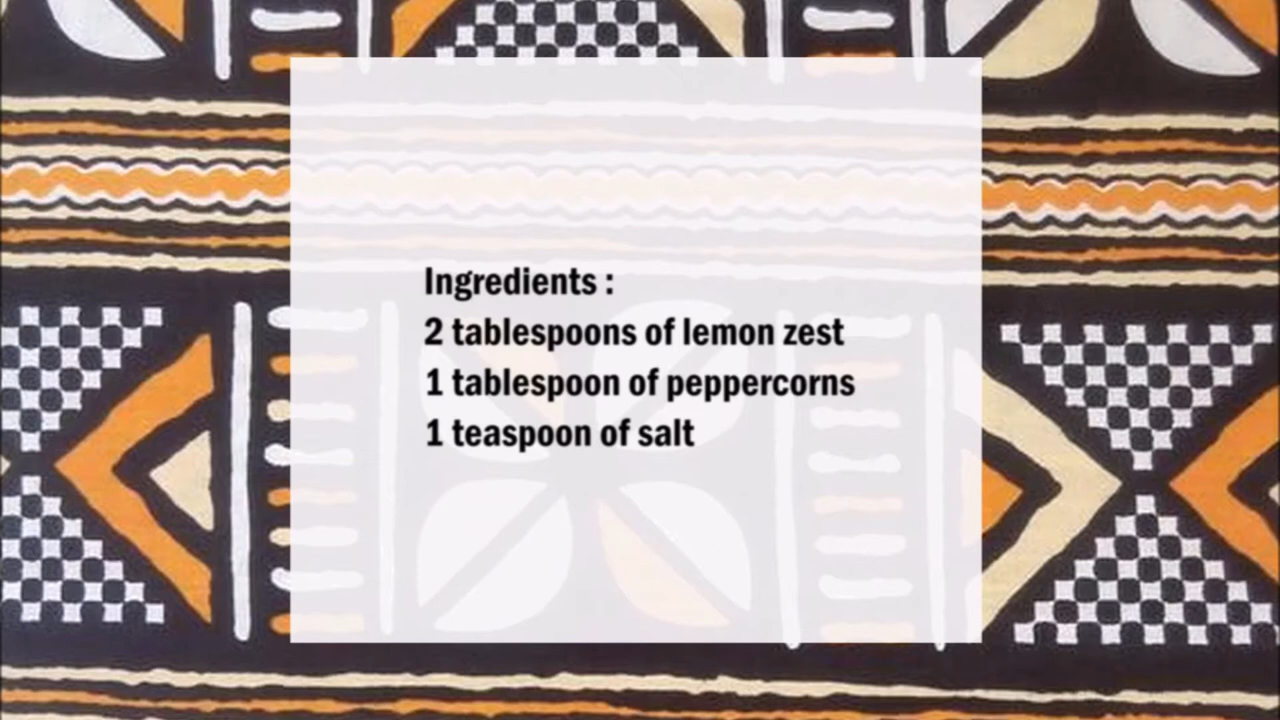 Ingredients :
2 tablespoons of lemon zest
1 tablespoon of peppercorns
1 teaspoon of salt